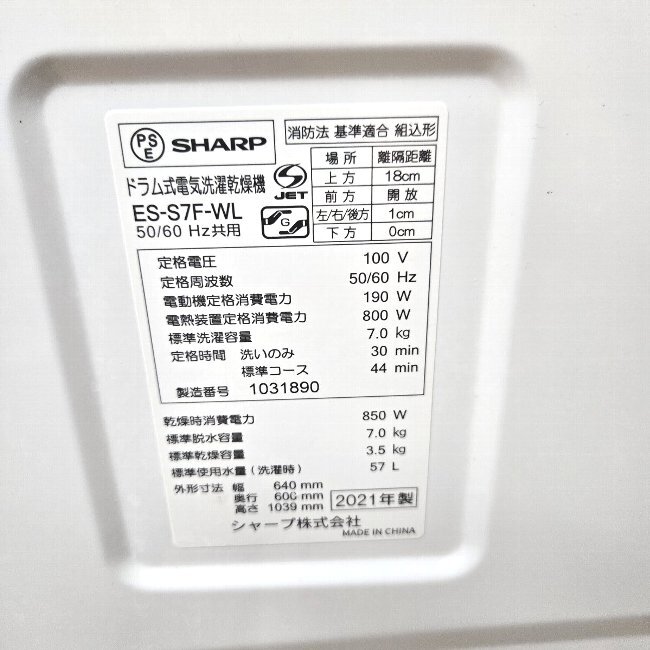 PSE SHARP
消防法 基準適合 組込形
ドラム式電気洗濯乾燥機
ES-S7F-WL
50/60 Hz共用
S JET
G
場所 離隔距離
上方 18cm
前方 開放
左/右/後方 1cm
下方 0cm
定格電圧 100 V
定格周波数 50/60 Hz
電動機定格消費電力 190 W
電熱装置定格消費電力 800 W
標準洗濯容量 7.0 kg
定格時間 洗いのみ 30 min
標準コース 44 min
製造番号 1031890
乾燥時消費電力 850 W
標準脱水容量 7.0 kg
標準乾燥容量 3.5 kg
標準使用水量(洗濯時) 57 L
外形寸法 幅 640 mm
奥行 600 mm
高さ 1039 mm
2021年製
シャープ株式会社
MADE IN CHINA